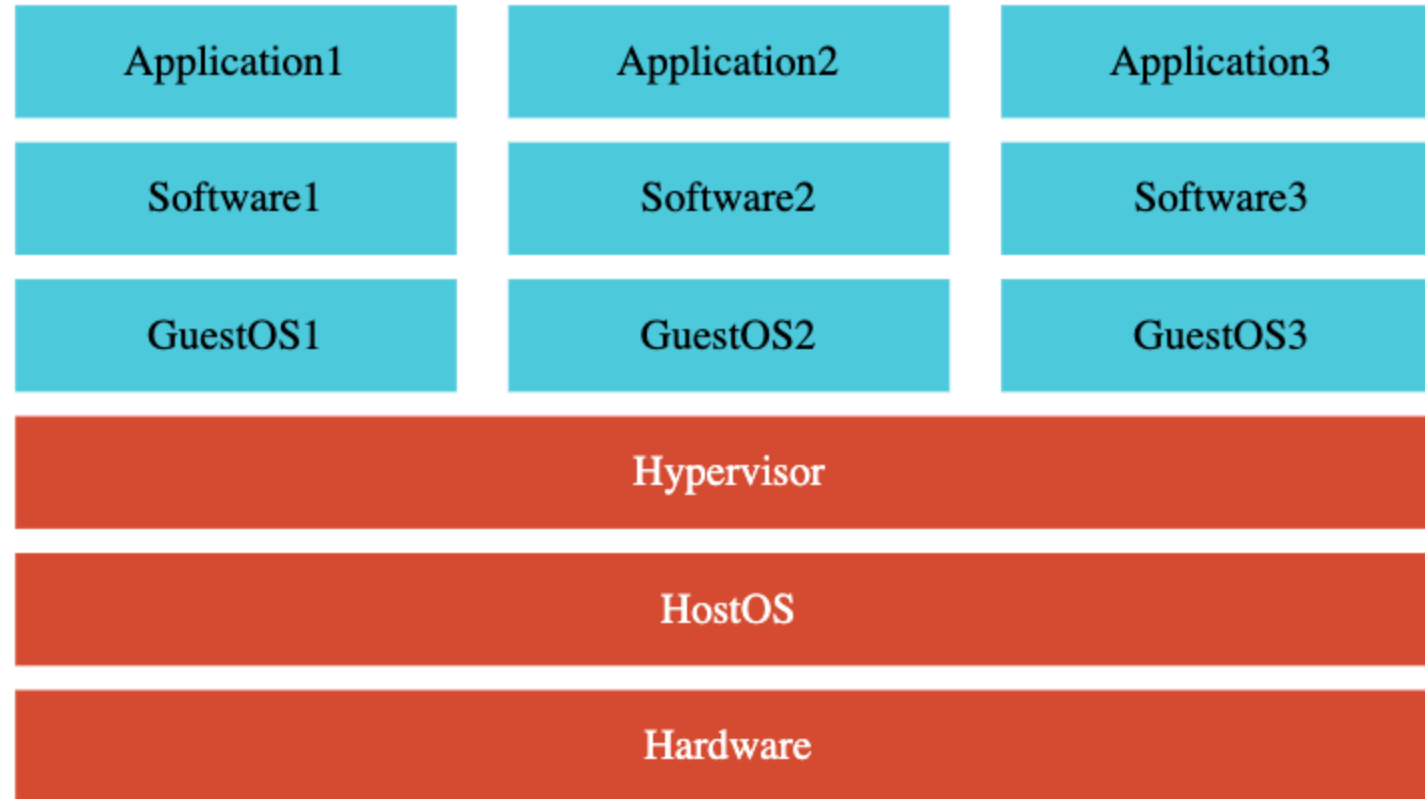 Application1 Application2 Application3
Software1 Software2 Software3
GuestOS1 GuestOS2 GuestOS3
Hypervisor
HostOS
Hardware